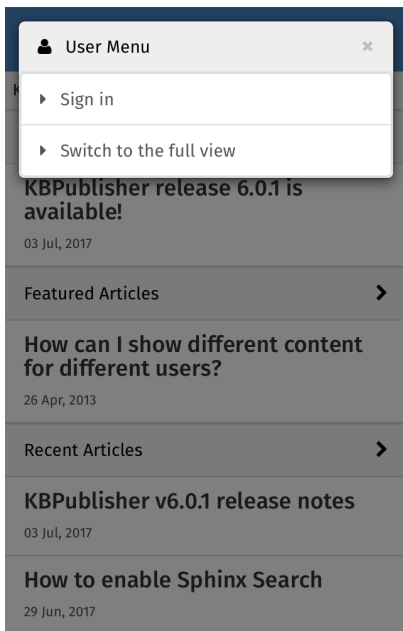 User Menu
×
K
Sign in
Switch to the full view
KBPublisher release 6.0.1 is
available!
03 Jul, 2017
Featured Articles
How can I show different content
for different users?
26 Apr, 2013
Recent Articles
KBPublisher v6.0.1 release notes
03 Jul, 2017
How to enable Sphinx Search
29 Jun, 2017